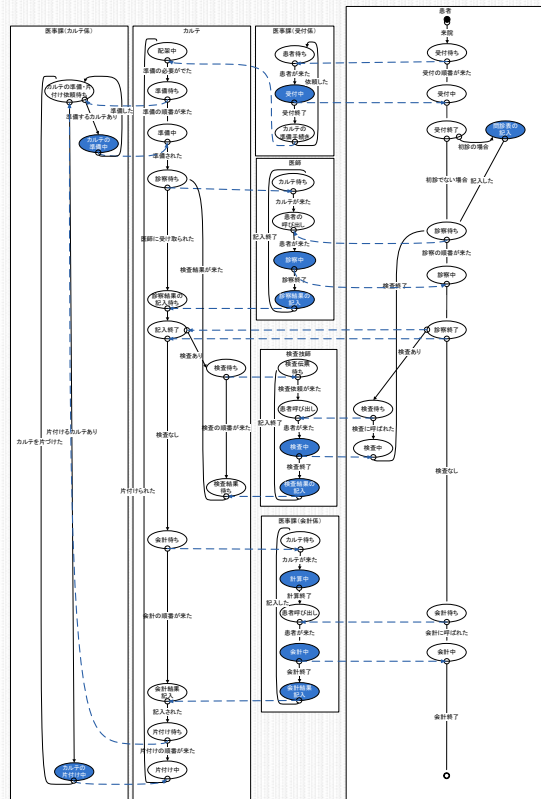 医事課(カルテ係)
カルテの準備・片
付け依頼待ち
準備した
準備するカルテあり
カルテの
準備中
片付けるカルテあり
カルテを片づけた
カルテの
片付け中
カルテ
配架中
準備の必要がでた
準備待ち
準備の順番が来た
準備中
準備された
診察待ち
医師に受け取られた
検査結果が来た
診察結果の
記入待ち
記入終了
検査あり
検査待ち
検査なし
検査の順番が来た
検査結果
待ち
片付けられた
会計待ち
会計の順番が来た
会計結果
記入
記入された
片付け待ち
片付けの順番が来た
片付け中
医事課(受付係)
患者待ち
患者が来た
依頼した
受付中
受付終了
カルテの
準備手続き
医師
カルテ待ち
カルテが来た
患者の
呼び出し
記入終了
患者が来た
診察中
診察終了
診察結果の
記入
検査技師
検査伝票
待ち
検査依頼が来た
患者呼び出し
記入終了
患者が来た
検査中
検査終了
検査結果の
記入
医事課(会計係)
カルテ待ち
カルテが来た
計算中
計算終了
記入した
患者呼び出し
患者が来た
会計中
会計終了
会計結果
記入
患者
来院
受付待ち
受付の順番が来た
受付中
受付終了
問診表の
記入
初診の場合
初診でない場合
記入した
診察待ち
診察の順番が来た
診察中
検査終了
診察終了
検査あり
検査待ち
検査に呼ばれた
検査中
検査なし
会計待ち
会計に呼ばれた
会計中
会計終了